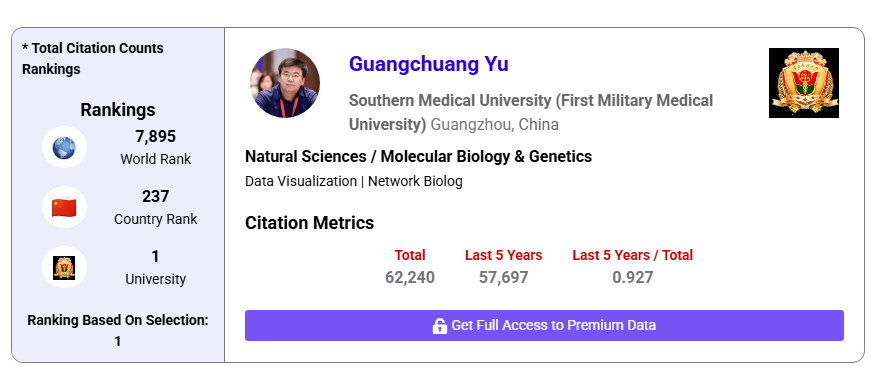 * Total Citation Counts
Rankings
Rankings
7,895
World Rank
237
Country Rank
1
University
Ranking Based On Selection:
1
Guangchuang Yu
Southern Medical University (First Military Medical
University) Guangzhou, China
Natural Sciences / Molecular Biology & Genetics
Data Visualization | Network Biolog
Citation Metrics
Total
Last 5 Years
Last 5 Years / Total
62,240
57,697
0.927
Get Full Access to Premium Data